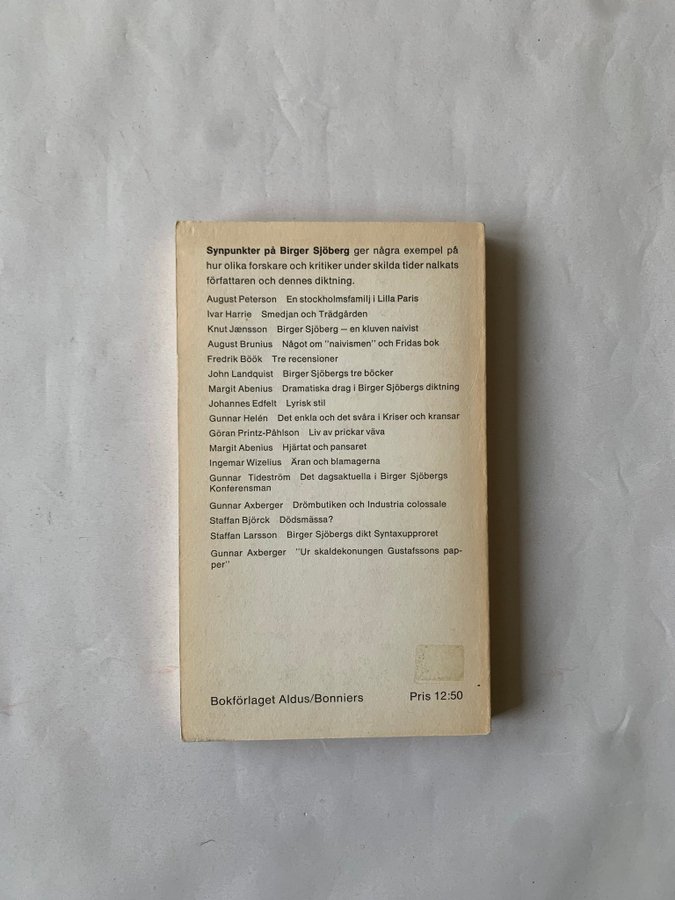 Synpunkter på Birger Sjöberg ger några exempel på
hur olika forskare och kritiker under skilda tider nalkats
författaren och dennes diktning.
August Peterson En stockholmsfamilj i Lilla Paris
Ivar Harrie Smedjan och Trädgården
Knut Jænsson Birger Sjöberg – en kluven naivist
August Brunius Något om "naivismen" och Fridas bok
Fredrik Böök Tre recensioner
John Landquist Birger Sjöbergs tre böcker
Margit Abenius Dramatiska drag i Birger Sjöbergs diktning
Johannes Edfelt Lyrisk stil
Gunnar Helén Det enkla och det svåra i Kriser och kransar
Göran Printz-Påhlson Liv av prickar väva
Margit Abenius Hjärtat och pansaret
Ingemar Wizelius Äran och blamagerna
Gunnar Tideström Det dagsaktuella i Birger Sjöbergs
Konferensman
Gunnar Axberger Drömbutiken och Industria colossale
Staffan Björck Dödsmässa?
Staffan Larsson Birger Sjöbergs dikt Syntaxupproret
Gunnar Axberger "Ur skaldekonungen Gustafssons pap-
per"
Bokförlaget Aldus/Bonniers Pris 12:50